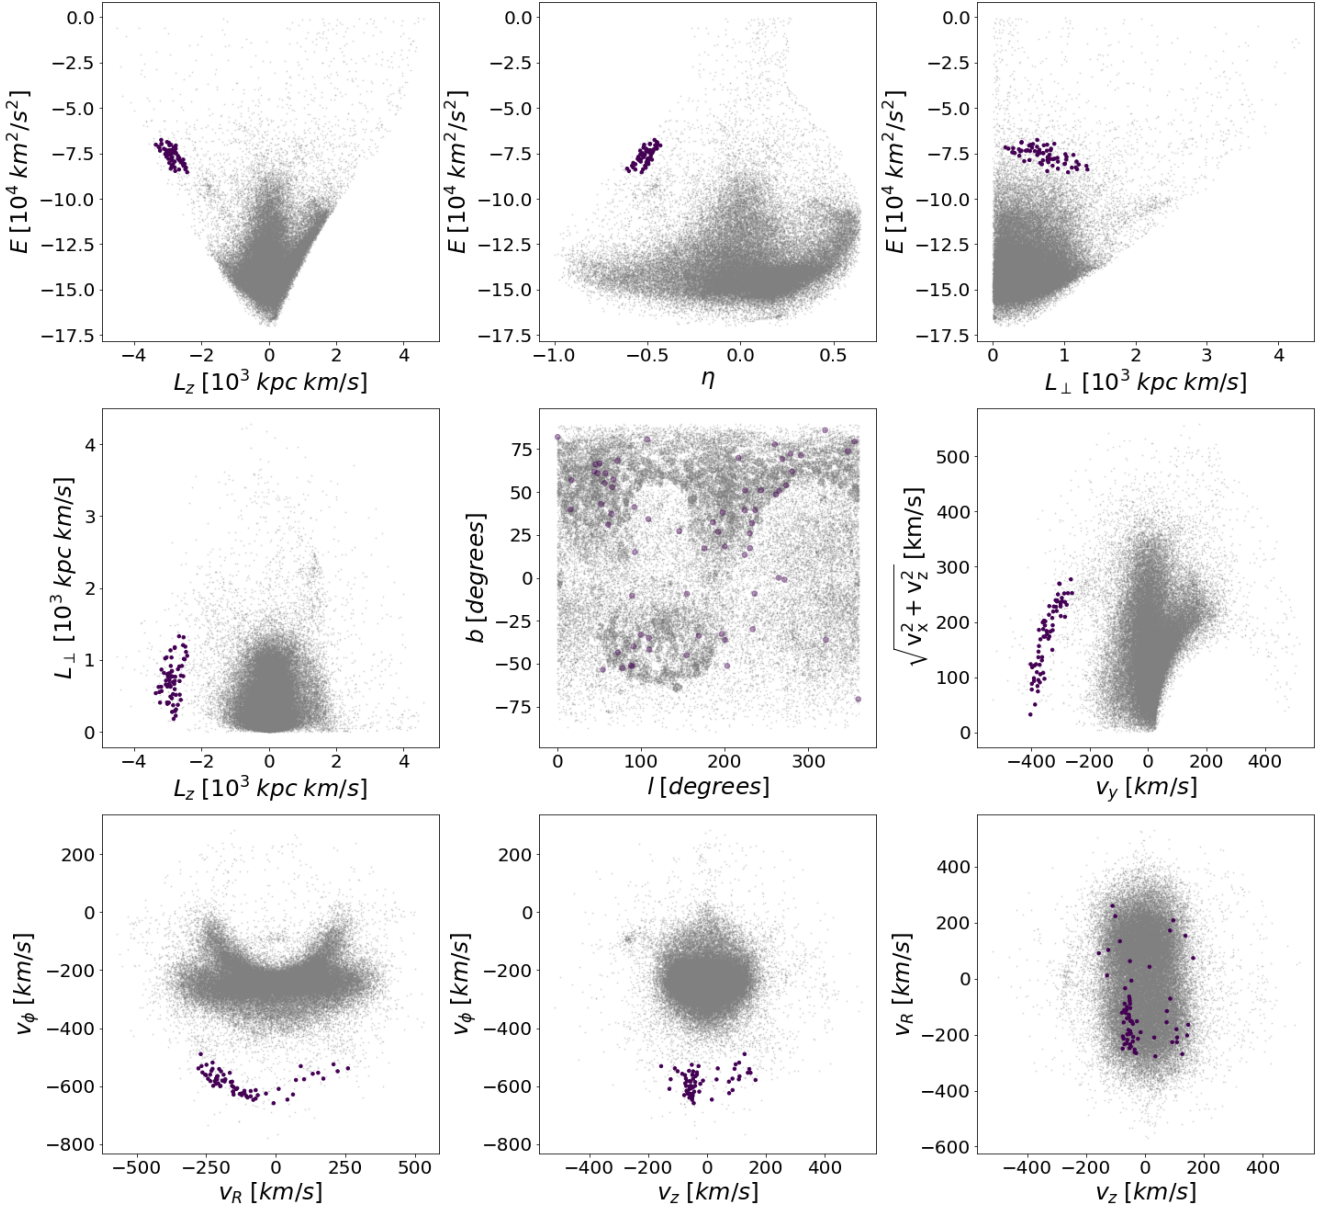 0.0
−2.5
−5.0
−7.5
−10.0
−12.5
−15.0
−17.5
E [10⁴ km²/s²]
−4 −2 0 2 4
L_z [10³ kpc km/s]
0.0
−2.5
−5.0
−7.5
−10.0
−12.5
−15.0
−17.5
E [10⁴ km²/s²]
−1.0 −0.5 0.0 0.5
η
0.0
−2.5
−5.0
−7.5
−10.0
−12.5
−15.0
−17.5
E [10⁴ km²/s²]
0 1 2 3 4
L_⊥ [10³ kpc km/s]
4
3
2
1
0
L_⊥ [10³ kpc km/s]
−4 −2 0 2 4
L_z [10³ kpc km/s]
75
50
25
0
−25
−50
−75
b [degrees]
0 100 200 300
l [degrees]
500
400
300
200
100
0
√v_x² + v_z² [km/s]
−400 −200 0 200 400
v_y [km/s]
200
0
−200
−400
−600
−800
v_ϕ [km/s]
−500 −250 0 250 500
v_R [km/s]
200
0
−200
−400
−600
−800
v_ϕ [km/s]
−400 −200 0 200 400
v_z [km/s]
400
200
0
−200
−400
−600
v_R [km/s]
−400 −200 0 200 400
v_z [km/s]